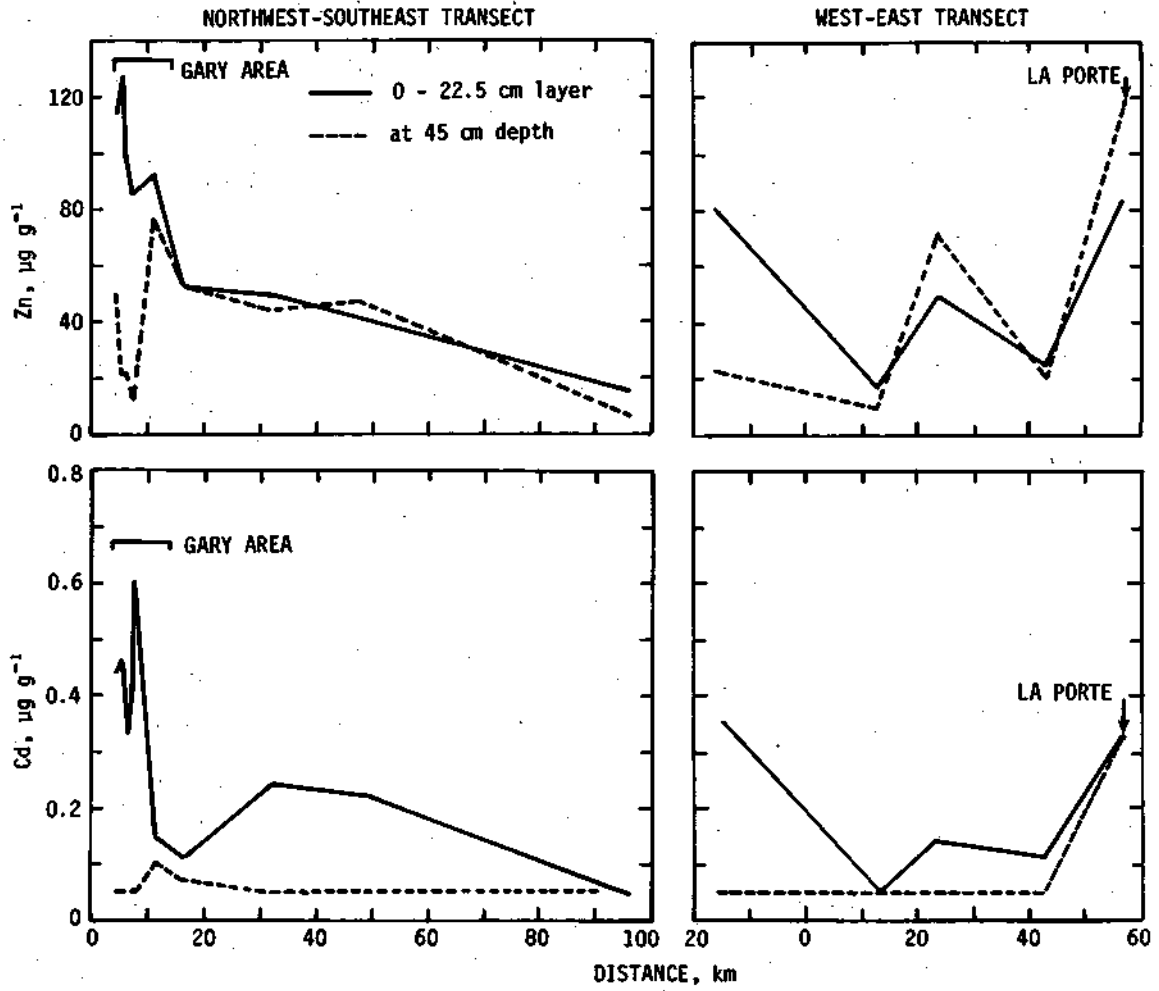 NORTHWEST-SOUTHEAST TRANSECT
WEST-EAST TRANSECT
GARY AREA
0 - 22.5 cm layer
at 45 cm depth
LA PORTE
120
80
40
0
Zn, µg g⁻¹
0.8
0.6
0.4
0.2
0
Cd, µg g⁻¹
GARY AREA
LA PORTE
0 20 40 60 80 100
20 0 20 40 60
DISTANCE, km